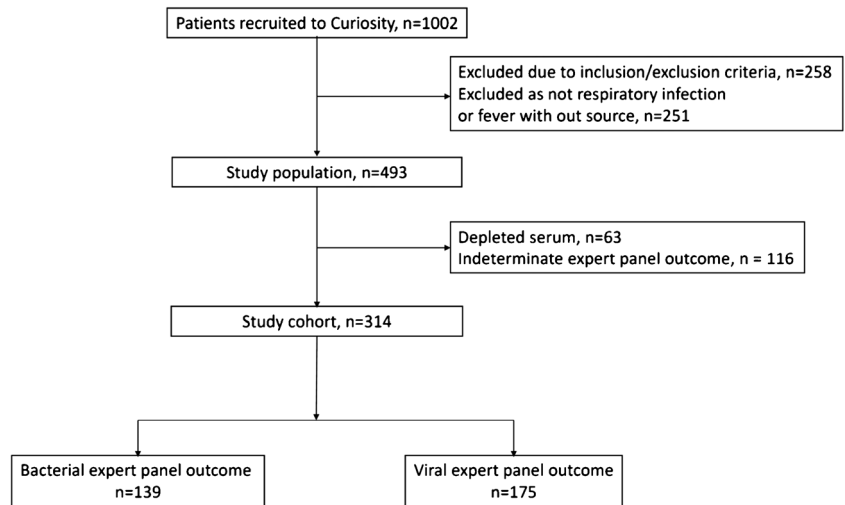 Patients recruited to Curiosity, n=1002
Excluded due to inclusion/exclusion criteria, n=258
Excluded as not respiratory infection
or fever with out source, n=251
Study population, n=493
Depleted serum, n=63
Indeterminate expert panel outcome, n = 116
Study cohort, n=314
Bacterial expert panel outcome
n=139
Viral expert panel outcome
n=175